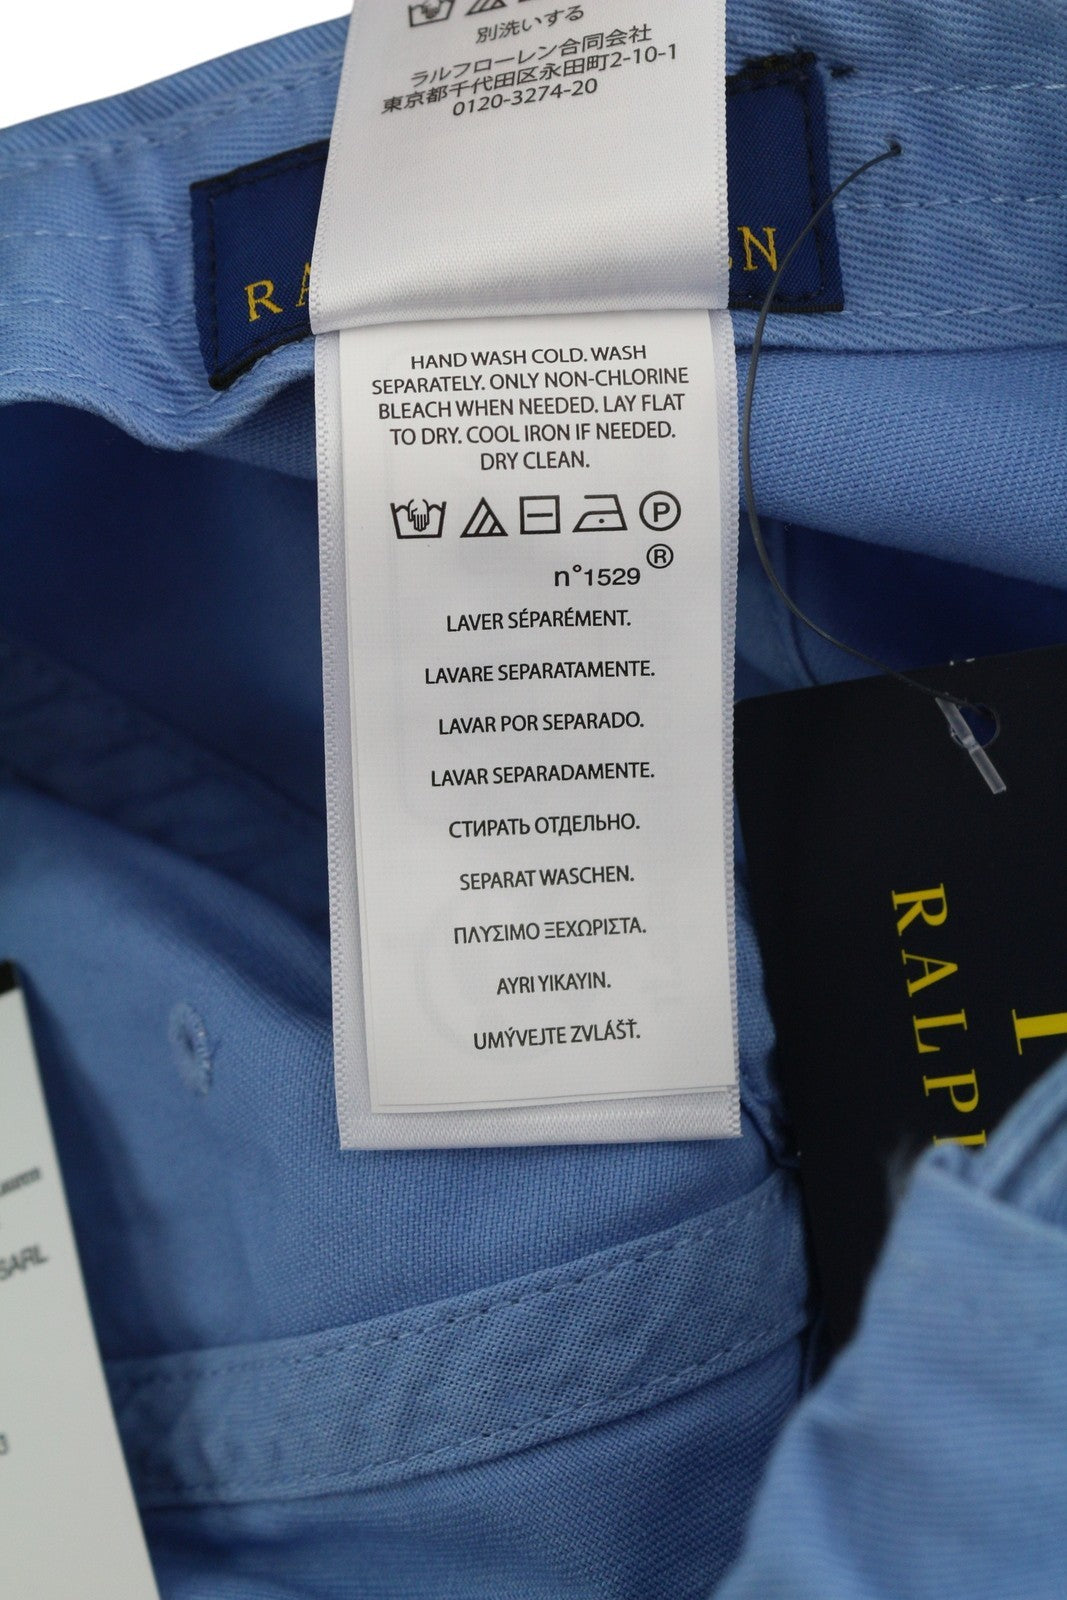 別洗いする
ラルフローレン合同会社
東京都千代田区永田町2-10-1
0120-3274-20
HAND WASH COLD. WASH
SEPARATELY. ONLY NON-CHLORINE
BLEACH WHEN NEEDED. LAY FLAT
TO DRY. COOL IRON IF NEEDED.
DRY CLEAN.
P
n°1529 ®
LAVER SÉPARÉMENT.
LAVARE SEPARATAMENTE.
LAVAR POR SEPARADO.
LAVAR SEPARADAMENTE.
СТИРАТЬ ОТДЕЛЬНО.
SEPARAT WASCHEN.
ΠΛΥΣΙΜΟ ΞΕΧΩΡΙΣΤΑ.
AYRI YIKAYIN.
UMÝVEJTE ZVLÁŠŤ.
RALP
SARL